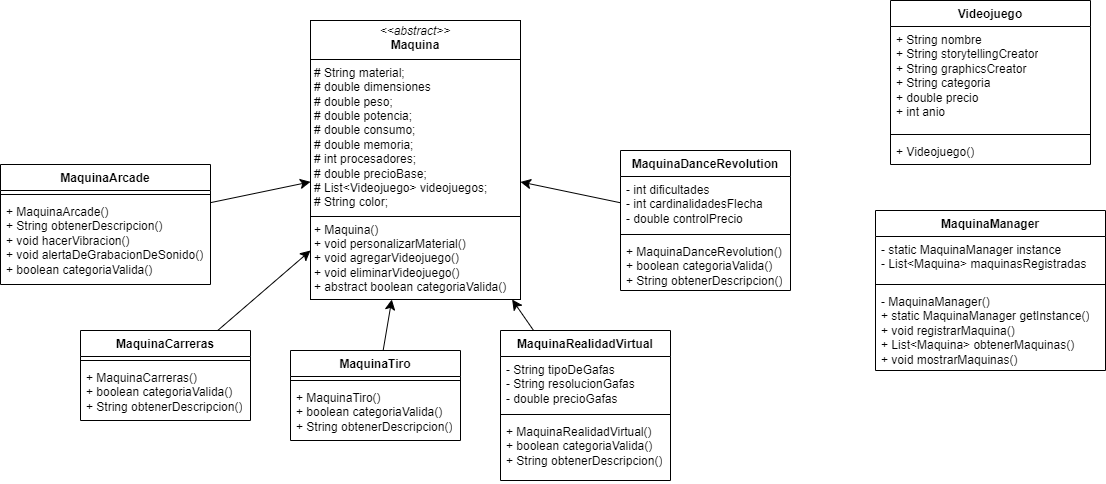 <<abstract>>
Maquina
# String material;
# double dimensiones
# double peso;
# double potencia;
# double consumo;
# double memoria;
# int procesadores;
# double precioBase;
# List<Videojuego> videojuegos;
# String color;
+ Maquina()
+ void personalizarMaterial()
+ void agregarVideojuego()
+ void eliminarVideojuego()
+ abstract boolean categoriaValida()
Videojuego
+ String nombre
+ String storytellingCreator
+ String graphicsCreator
+ String categoria
+ double precio
+ int anio
+ Videojuego()
MaquinaArcade
+ MaquinaArcade()
+ String obtenerDescripcion()
+ void hacerVibracion()
+ void alertaDeGrabacionDeSonido()
+ boolean categoriaValida()
MaquinaDanceRevolution
- int dificultades
- int cardinalidadesFlecha
- double controlPrecio
+ MaquinaDanceRevolution()
+ boolean categoriaValida()
+ String obtenerDescripcion()
MaquinaManager
- static MaquinaManager instance
- List<Maquina> maquinasRegistradas
- MaquinaManager()
+ static MaquinaManager getInstance()
+ void registrarMaquina()
+ List<Maquina> obtenerMaquinas()
+ void mostrarMaquinas()
MaquinaCarreras
+ MaquinaCarreras()
+ boolean categoriaValida()
+ String obtenerDescripcion()
MaquinaTiro
+ MaquinaTiro()
+ boolean categoriaValida()
+ String obtenerDescripcion()
MaquinaRealidadVirtual
- String tipoDeGafas
- String resolucionGafas
- double precioGafas
+ MaquinaRealidadVirtual()
+ boolean categoriaValida()
+ String obtenerDescripcion()